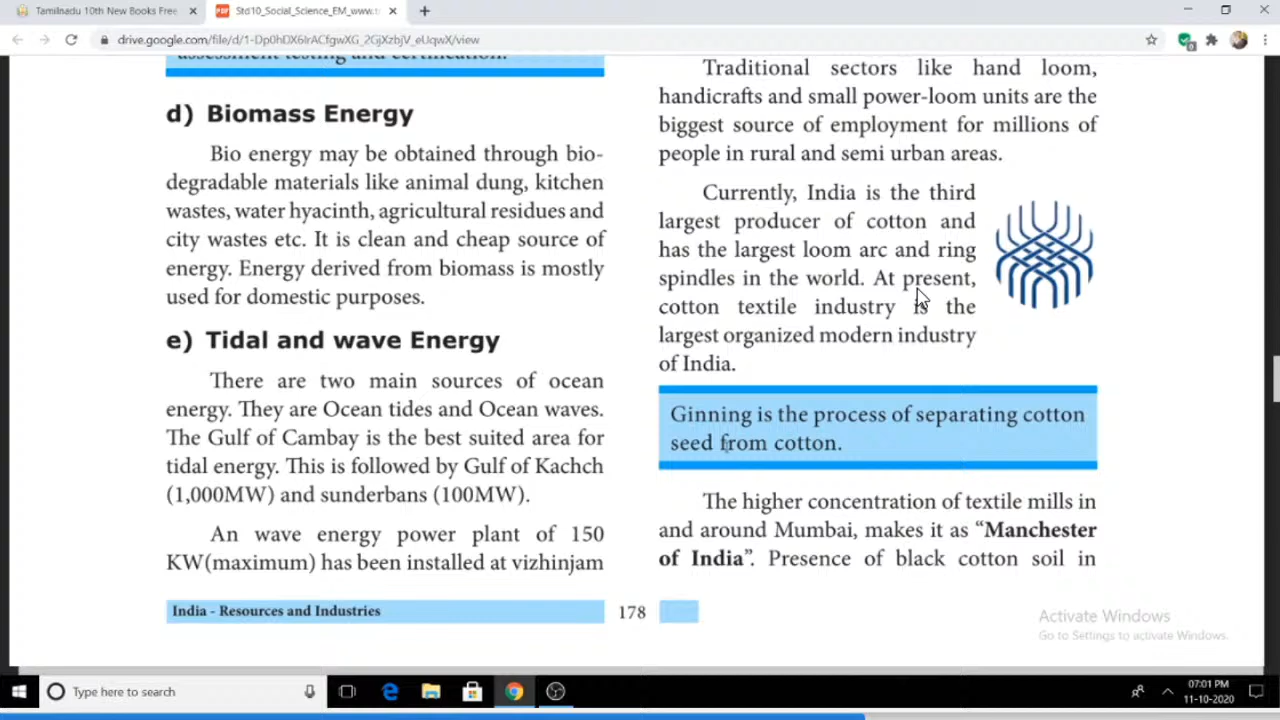 Tamilnadu 10th New Books Free
Std10_Social_Science_EM_www.t
drive.google.com/file/d/1-Dp0hDX6IrACfgwXG_2GjXzbjV_eUqwX/view
assessment testing and certification.
d) Biomass Energy
Bio energy may be obtained through bio-
degradable materials like animal dung, kitchen
wastes, water hyacinth, agricultural residues and
city wastes etc. It is clean and cheap source of
energy. Energy derived from biomass is mostly
used for domestic purposes.
e) Tidal and wave Energy
There are two main sources of ocean
energy. They are Ocean tides and Ocean waves.
The Gulf of Cambay is the best suited area for
tidal energy. This is followed by Gulf of Kachch
(1,000MW) and sunderbans (100MW).
An wave energy power plant of 150
KW(maximum) has been installed at vizhinjam
Traditional sectors like hand loom,
handicrafts and small power-loom units are the
biggest source of employment for millions of
people in rural and semi urban areas.
Currently, India is the third
largest producer of cotton and
has the largest loom arc and ring
spindles in the world. At present,
cotton textile industry is the
largest organized modern industry
of India.
Ginning is the process of separating cotton
seed from cotton.
The higher concentration of textile mills in
and around Mumbai, makes it as “Manchester
of India”. Presence of black cotton soil in
India - Resources and Industries
178
Activate Windows
Go to Settings to activate Windows.
Type here to search
07:01 PM
11-10-2020